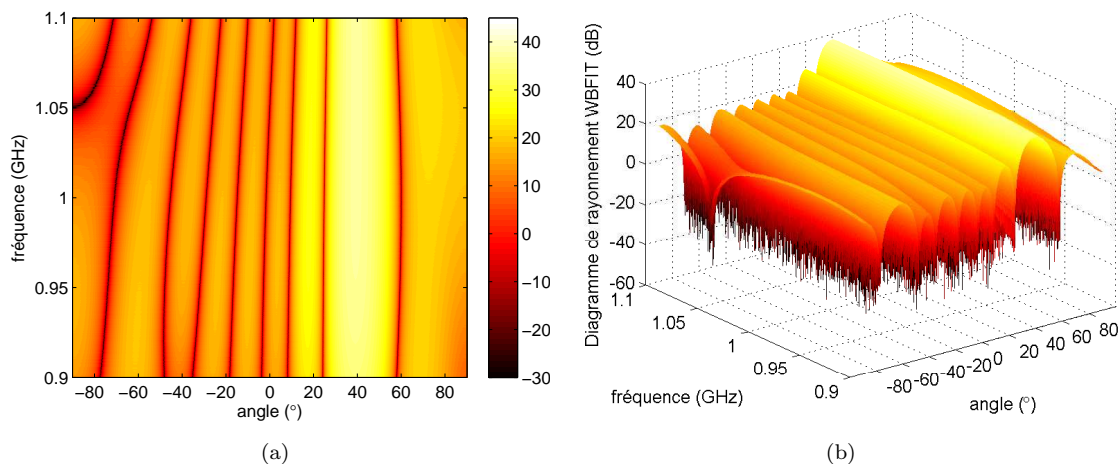 1.1
1.05
1
0.95
0.9
fréquence (GHz)
−80 −60 −40 −20 0 20 40 60 80
angle (°)
40
30
20
10
0
−10
−20
−30
(a)
Diagramme de rayonnement WBFIT (dB)
40
20
0
-20
-40
-60
1.1
1.05
1
0.95
0.9
fréquence (GHz)
-80 -60 -40 -20 0 20 40 60 80
angle (°)
(b)